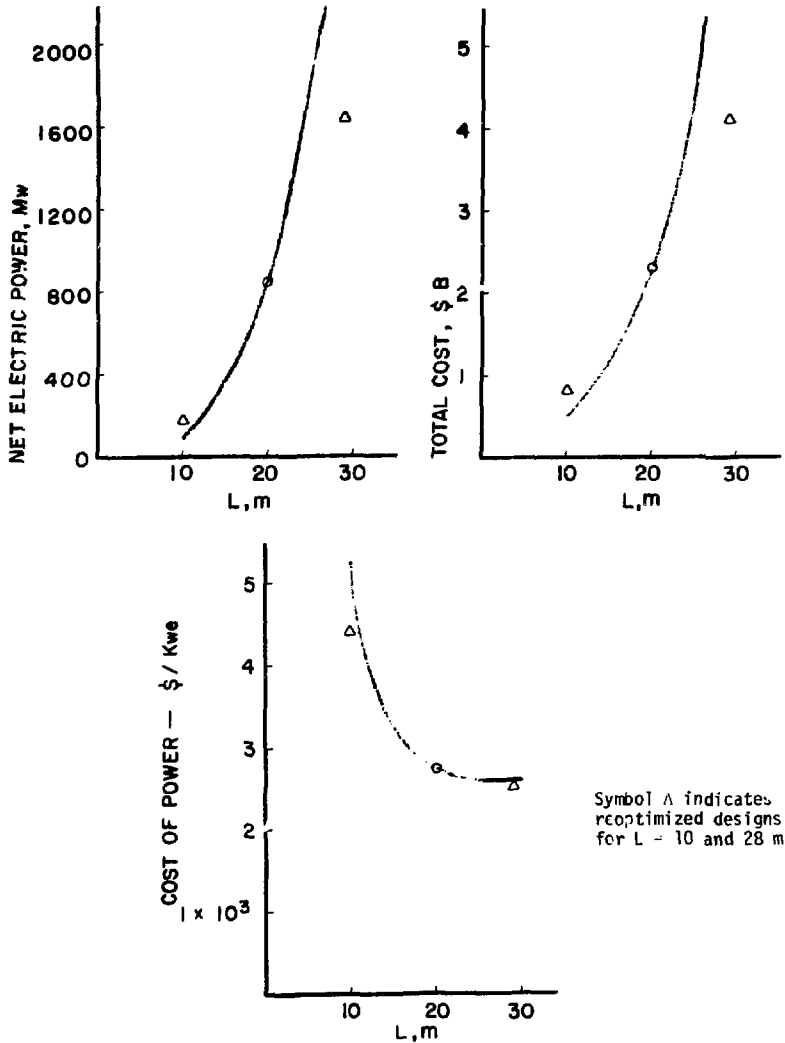 NET ELECTRIC POWER, Mw
2000
1600
1200
800
400
0
10 20 30
L,m
TOTAL COST, $ B
5
4
3
2
1
10 20 30
L,m
COST OF POWER — $/Kwe
5
4
3
2
1 × 10³
10 20 30
L,m
Symbol Δ indicates
reoptimized designs
for L = 10 and 28 m